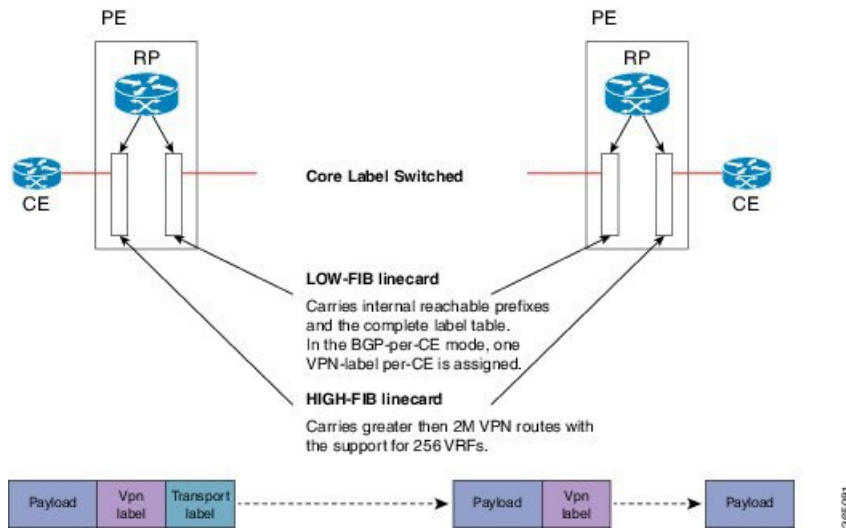 PE
PE
RP
RP
CE
CE
Core Label Switched
LOW-FIB linecard
Carries internal reachable prefixes
and the complete label table.
In the BGP-per-CE mode, one
VPN-label per-CE is assigned.
HIGH-FIB linecard
Carries greater then 2M VPN routes with
the support for 256 VRFs.
Payload
Vpn
label
Transport
label
Payload
Vpn
label
Payload